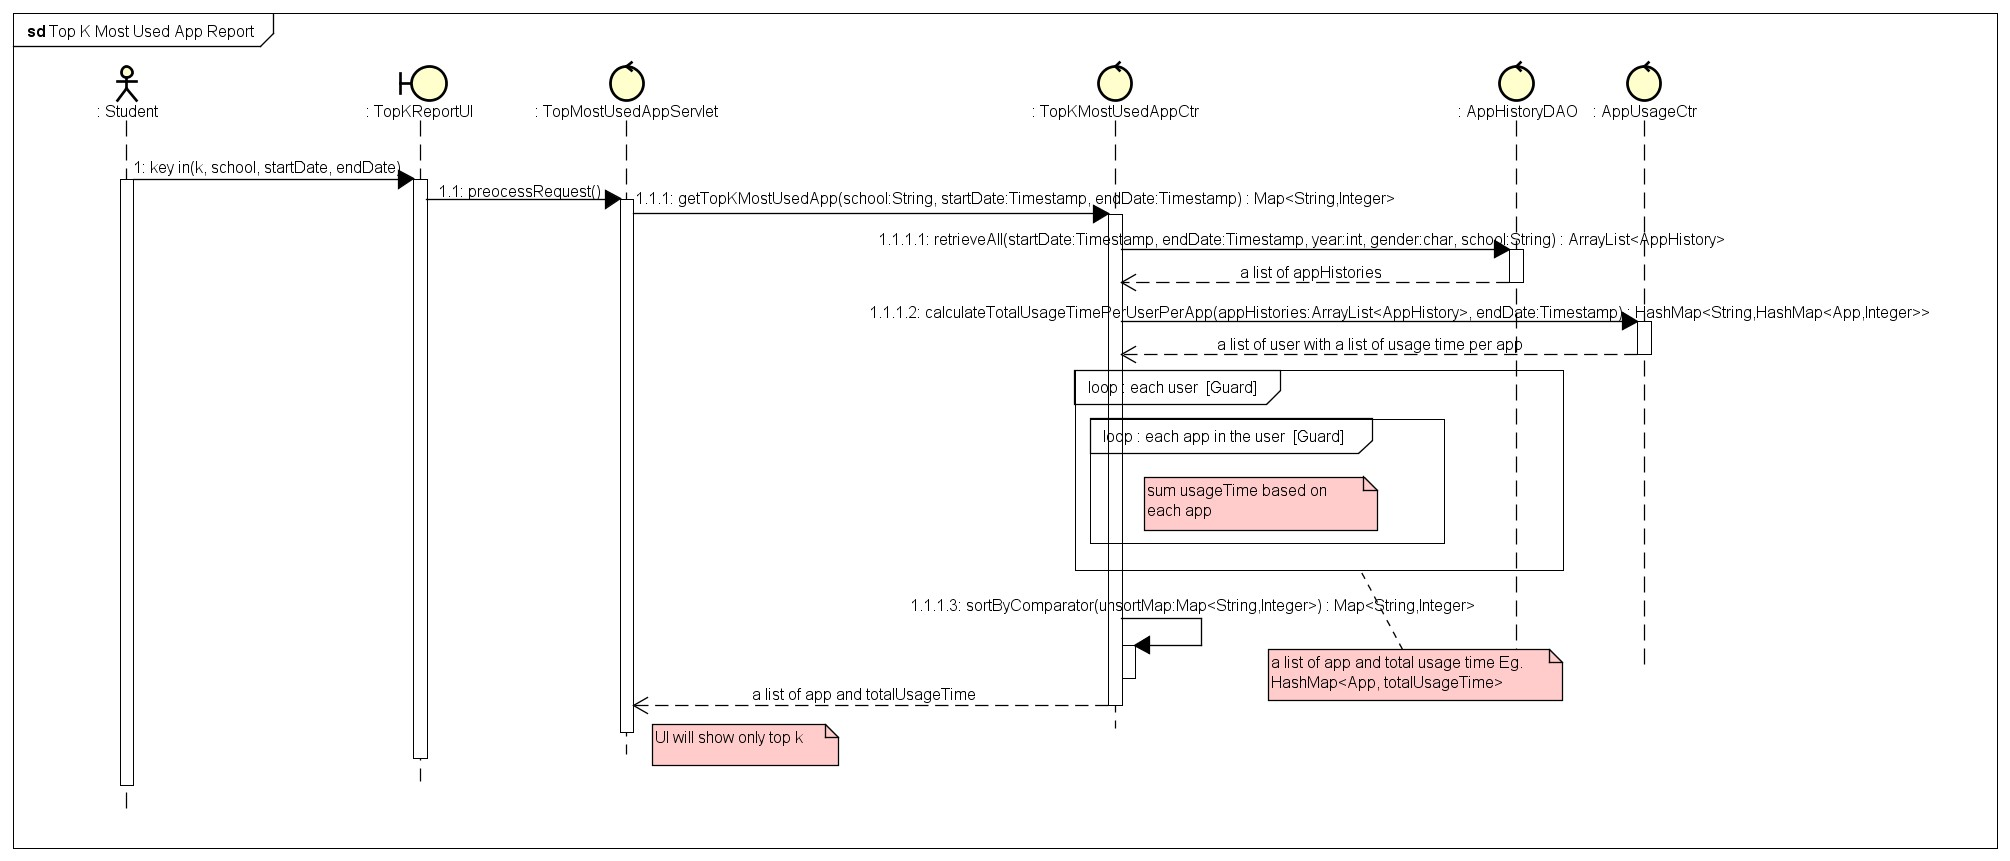 sd Top K Most Used App Report
: Student
: TopKReportUI
: TopMostUsedAppServlet
: TopKMostUsedAppCtr
: AppHistoryDAO
: AppUsageCtr
1: key in(k, school, startDate, endDate)
1.1: preocessRequest()
1.1.1: getTopKMostUsedApp(school:String, startDate:Timestamp, endDate:Timestamp) : Map<String,Integer>
1.1.1.1: retrieveAll(startDate:Timestamp, endDate:Timestamp, year:int, gender:char, school:String) : ArrayList<AppHistory>
a list of appHistories
1.1.1.2: calculateTotalUsageTimePerUserPerApp(appHistories:ArrayList<AppHistory>, endDate:Timestamp) : HashMap<String,HashMap<App,Integer>>
a list of user with a list of usage time per app
loop : each user [Guard]
loop : each app in the user [Guard]
sum usageTime based on
each app
1.1.1.3: sortByComparator(unsortMap:Map<String,Integer>) : Map<String,Integer>
a list of app and total usage time Eg.
HashMap<App, totalUsageTime>
a list of app and totalUsageTime
UI will show only top k